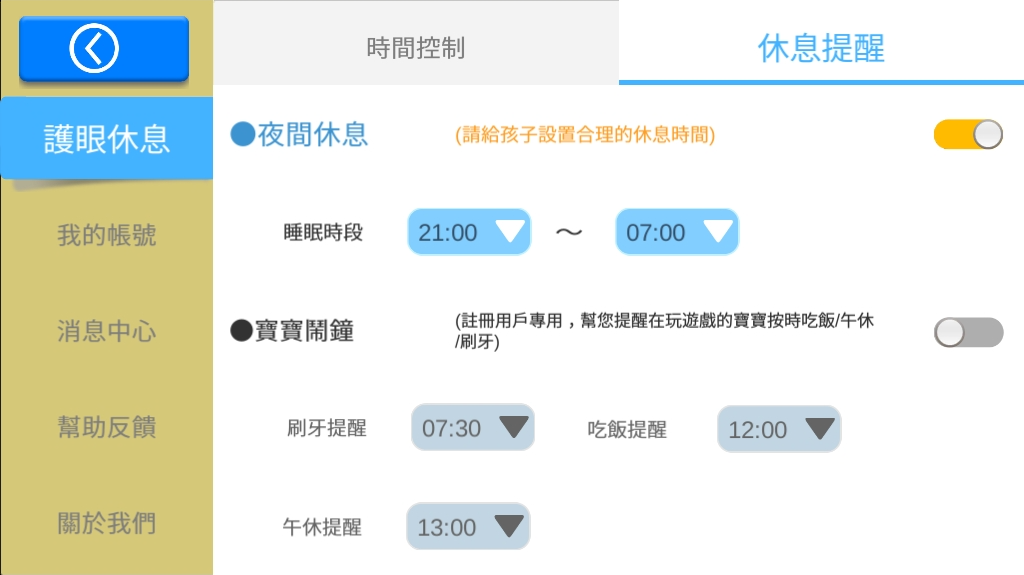 時間控制
休息提醒
護眼休息
我的帳號
消息中心
幫助反饋
關於我們
●夜間休息
(請給孩子設置合理的休息時間)
睡眠時段
21:00
～
07:00
●寶寶鬧鐘
(註冊用戶專用，幫您提醒在玩遊戲的寶寶按時吃飯/午休
/刷牙)
刷牙提醒
07:30
吃飯提醒
12:00
午休提醒
13:00